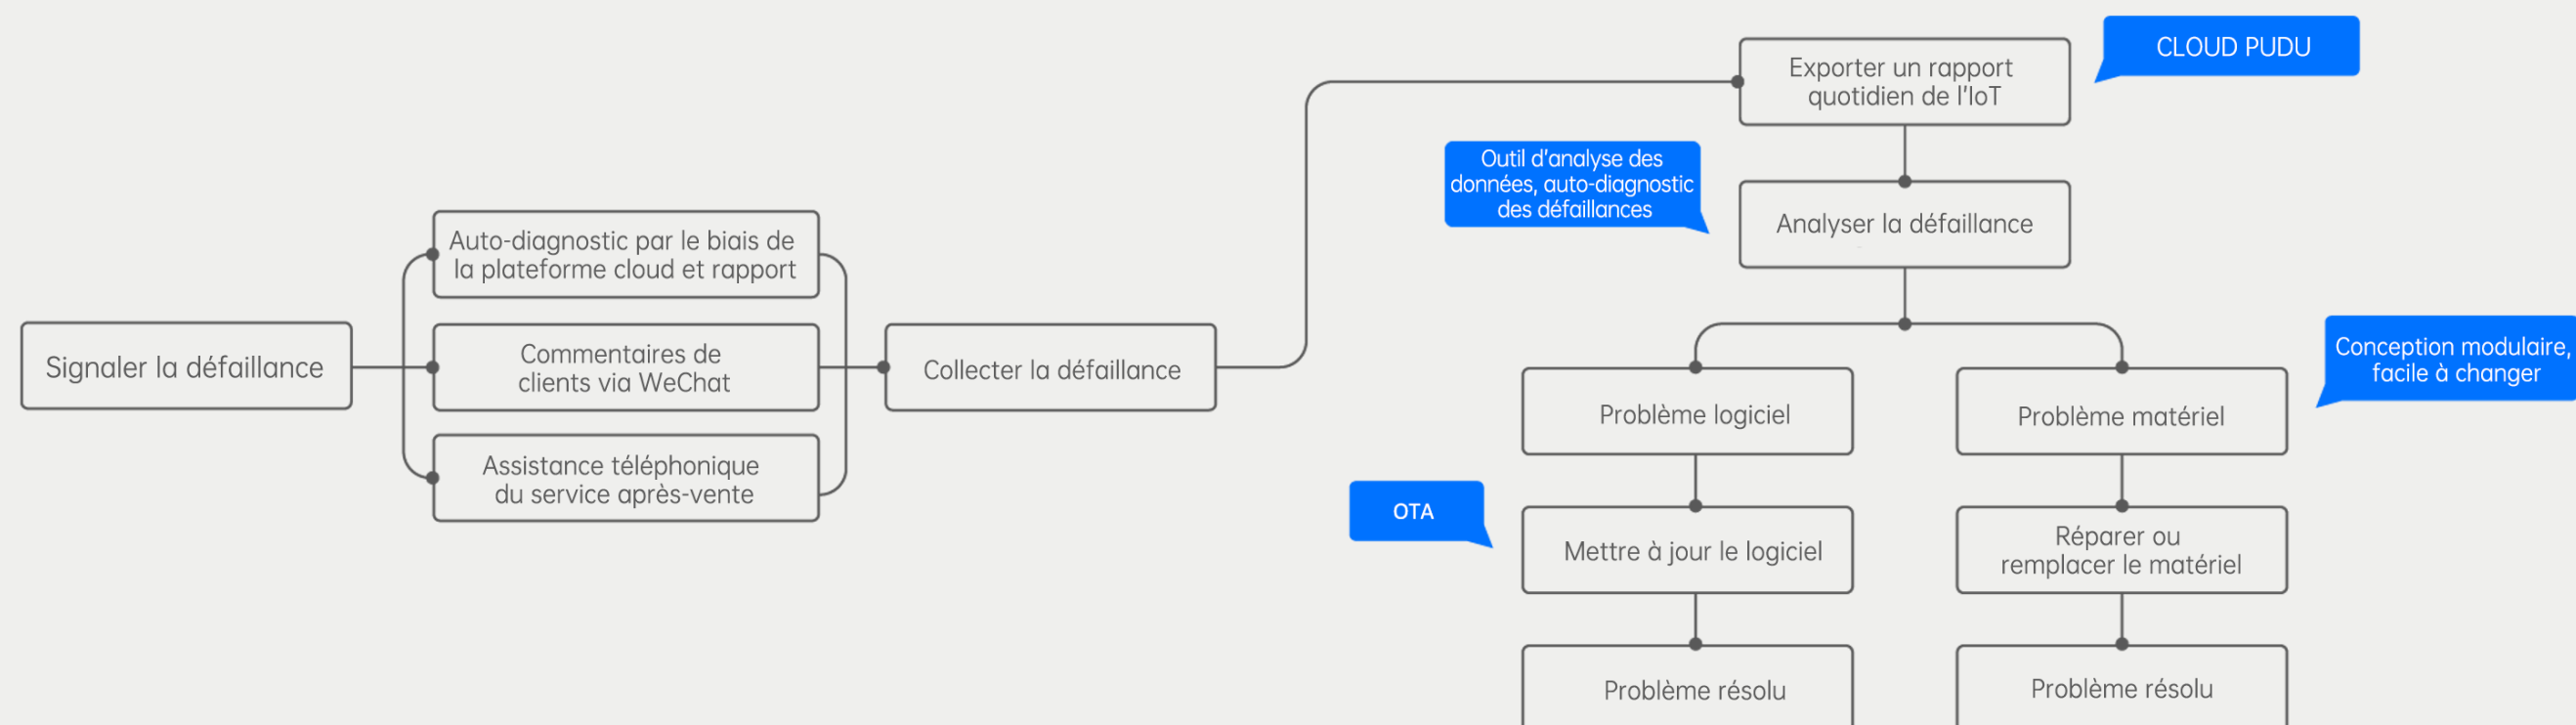 Signaler la défaillance
Auto-diagnostic par le biais de
la plateforme cloud et rapport
Commentaires de
clients via WeChat
Assistance téléphonique
du service après-vente
Collecter la défaillance
Exporter un rapport
quotidien de l'IoT
CLOUD PUDU
Outil d'analyse des
données, auto-diagnostic
des défaillances
Analyser la défaillance
Problème logiciel
Problème matériel
Conception modulaire,
facile à changer
OTA
Mettre à jour le logiciel
Réparer ou
remplacer le matériel
Problème résolu
Problème résolu